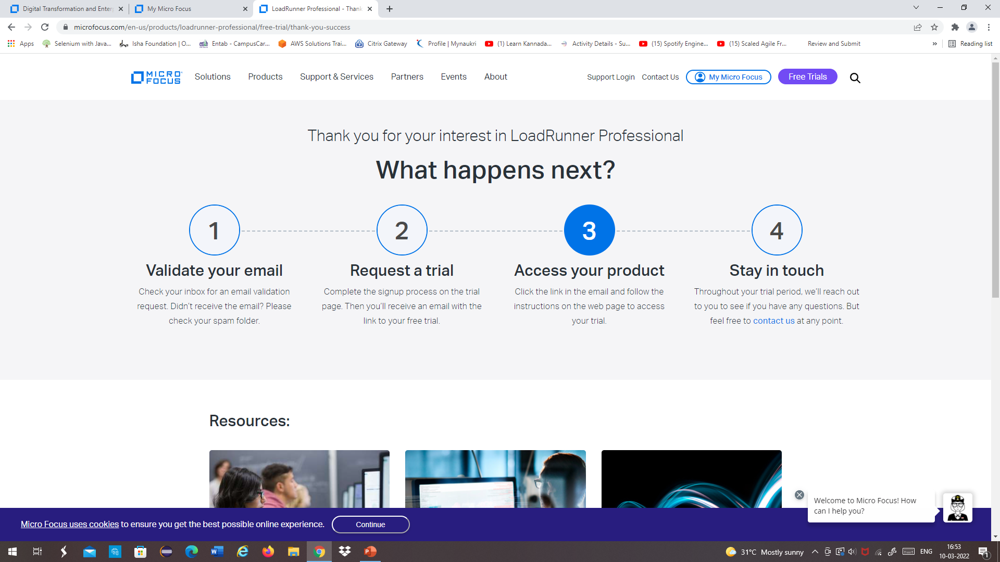 Digital Transformation and Enter
My Micro Focus
LoadRunner Professional - Thank
microfocus.com/en-us/products/loadrunner-professional/free-trial/thank-you-success
Apps
Selenium with Java...
Isha Foundation | O...
Entab - CampusCar...
AWS Solutions Trai...
Citrix Gateway
Profile | Mynaukri
(1) Learn Kannada...
Activity Details - Su...
(15) Spotify Engine...
(15) Scaled Agile Fr...
Review and Submit
»
Reading list
MICRO FOCUS
Solutions
Products
Support & Services
Partners
Events
About
Support Login
Contact Us
My Micro Focus
Free Trials
Thank you for your interest in LoadRunner Professional
What happens next?
1
2
3
4
Validate your email
Check your inbox for an email validation
request. Didn't receive the email? Please
check your spam folder.
Request a trial
Complete the signup process on the trial
page. Then you'll receive an email with the
link to your free trial.
Access your product
Click the link in the email and follow the
instructions on the web page to access
your trial.
Stay in touch
Throughout your trial period, we'll reach out
to you to see if you have any questions. But
feel free to contact us at any point.
Resources:
Welcome to Micro Focus! How
can I help you?
Micro Focus uses cookies to ensure you get the best possible online experience.
Continue
31°C Mostly sunny
ENG
16:53
10-03-2022
1